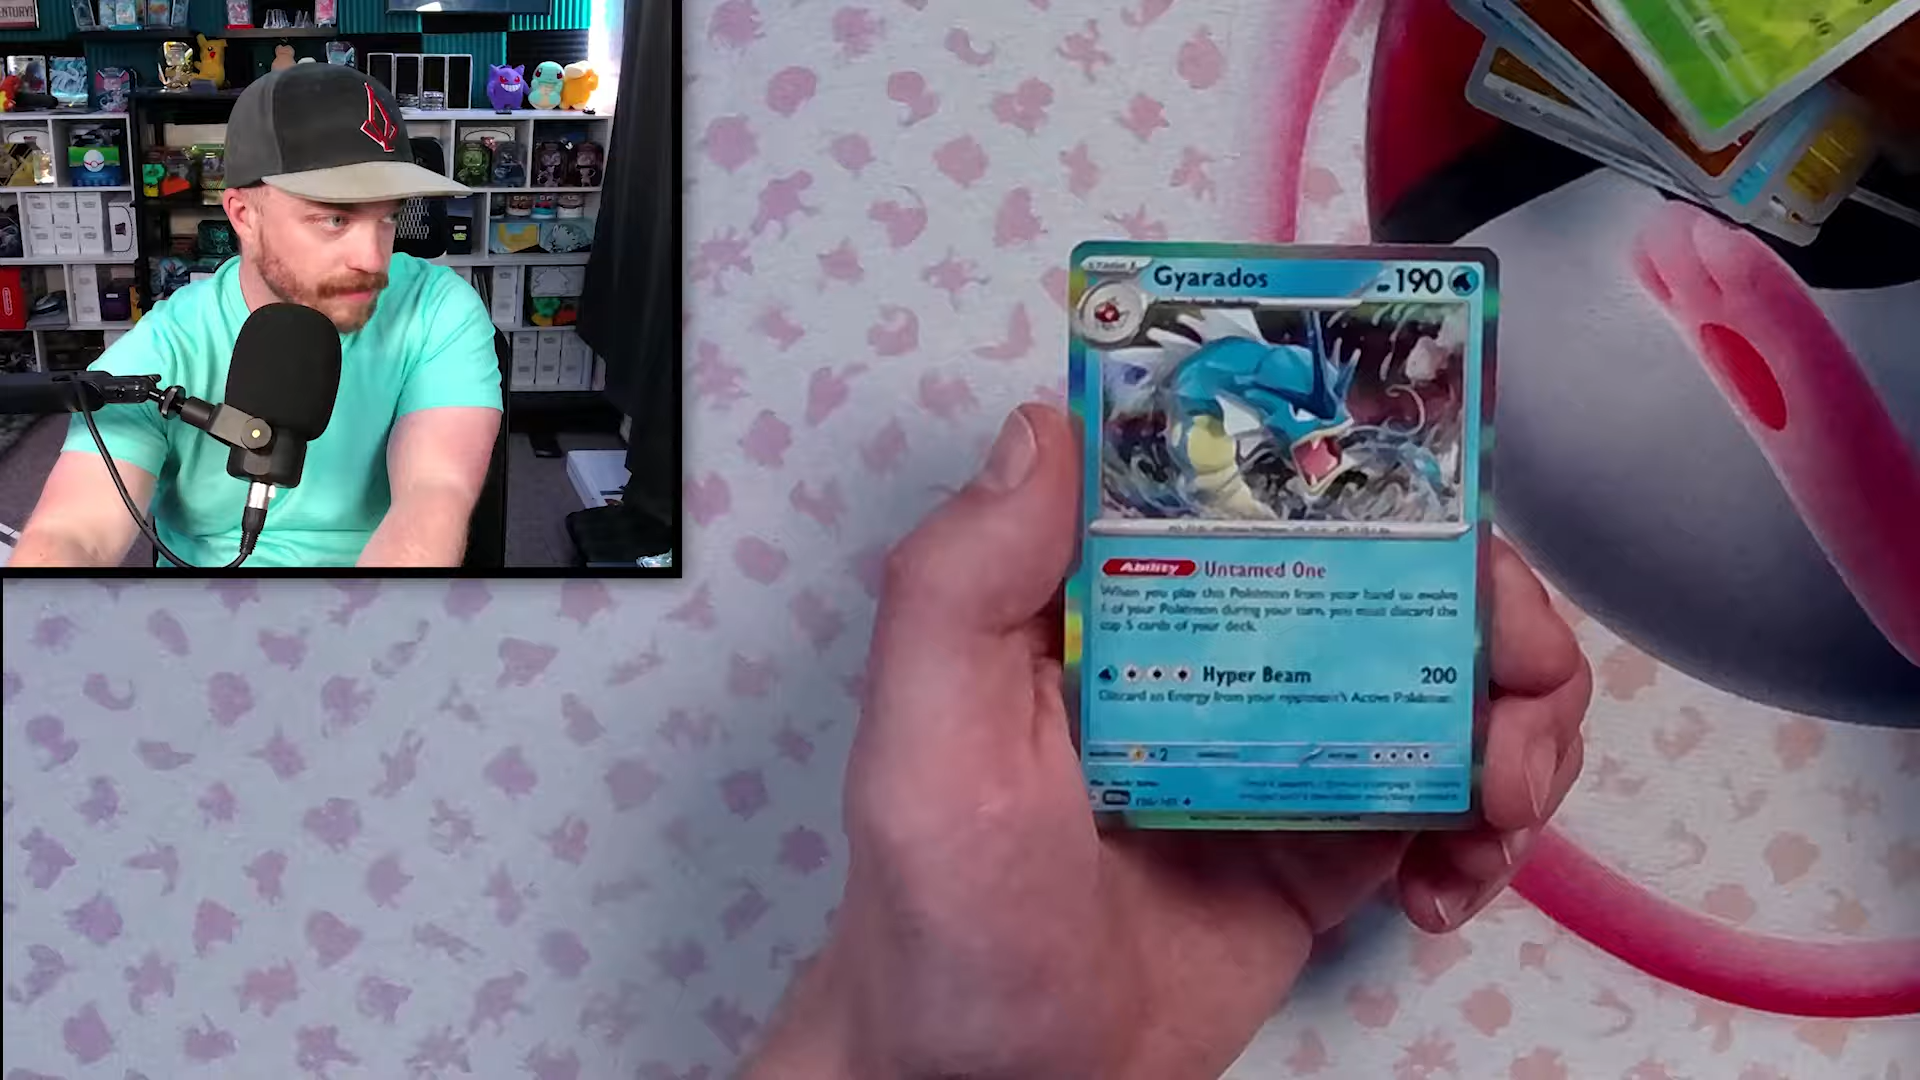 CENTURY!
Gyarados
190
Ability Untamed One
When you play this Pokémon from your hand to evolve
1 of your Pokémon during your turn, you must discard the
top 5 cards of your deck.
Hyper Beam 200
Discard an Energy from your opponent's Active Pokémon.
×2